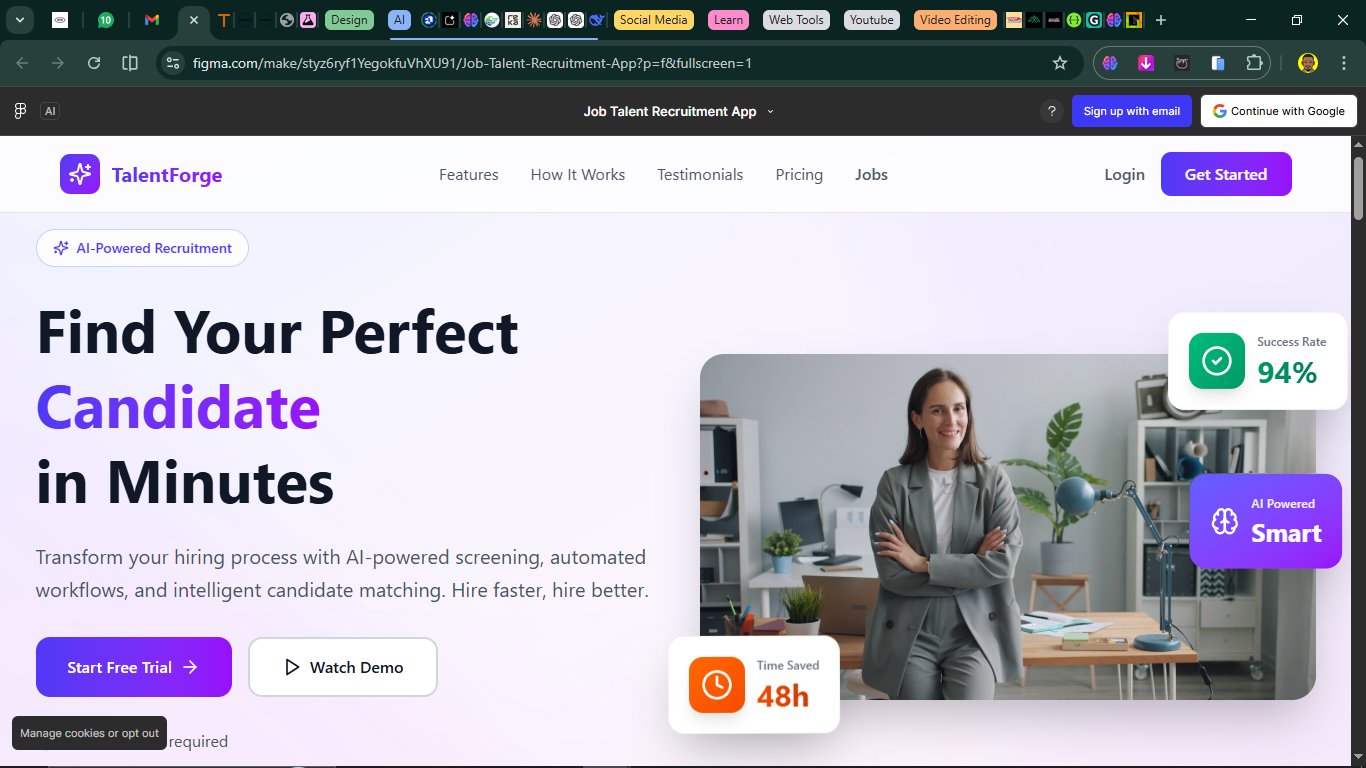 10
Design
AI
Social Media
Learn
Web Tools
Youtube
Video Editing
figma.com/make/styz6ryf1YegokfuVhXU91/Job-Talent-Recruitment-App?p=f&fullscreen=1
AI
Job Talent Recruitment App
?
Sign up with email
Continue with Google
TalentForge
Features
How It Works
Testimonials
Pricing
Jobs
Login
Get Started
AI-Powered Recruitment
Find Your Perfect
Candidate
in Minutes
Transform your hiring process with AI-powered screening, automated
workflows, and intelligent candidate matching. Hire faster, hire better.
Start Free Trial
Watch Demo
Manage cookies or opt out
required
Success Rate
94%
AI Powered
Smart
Time Saved
48h